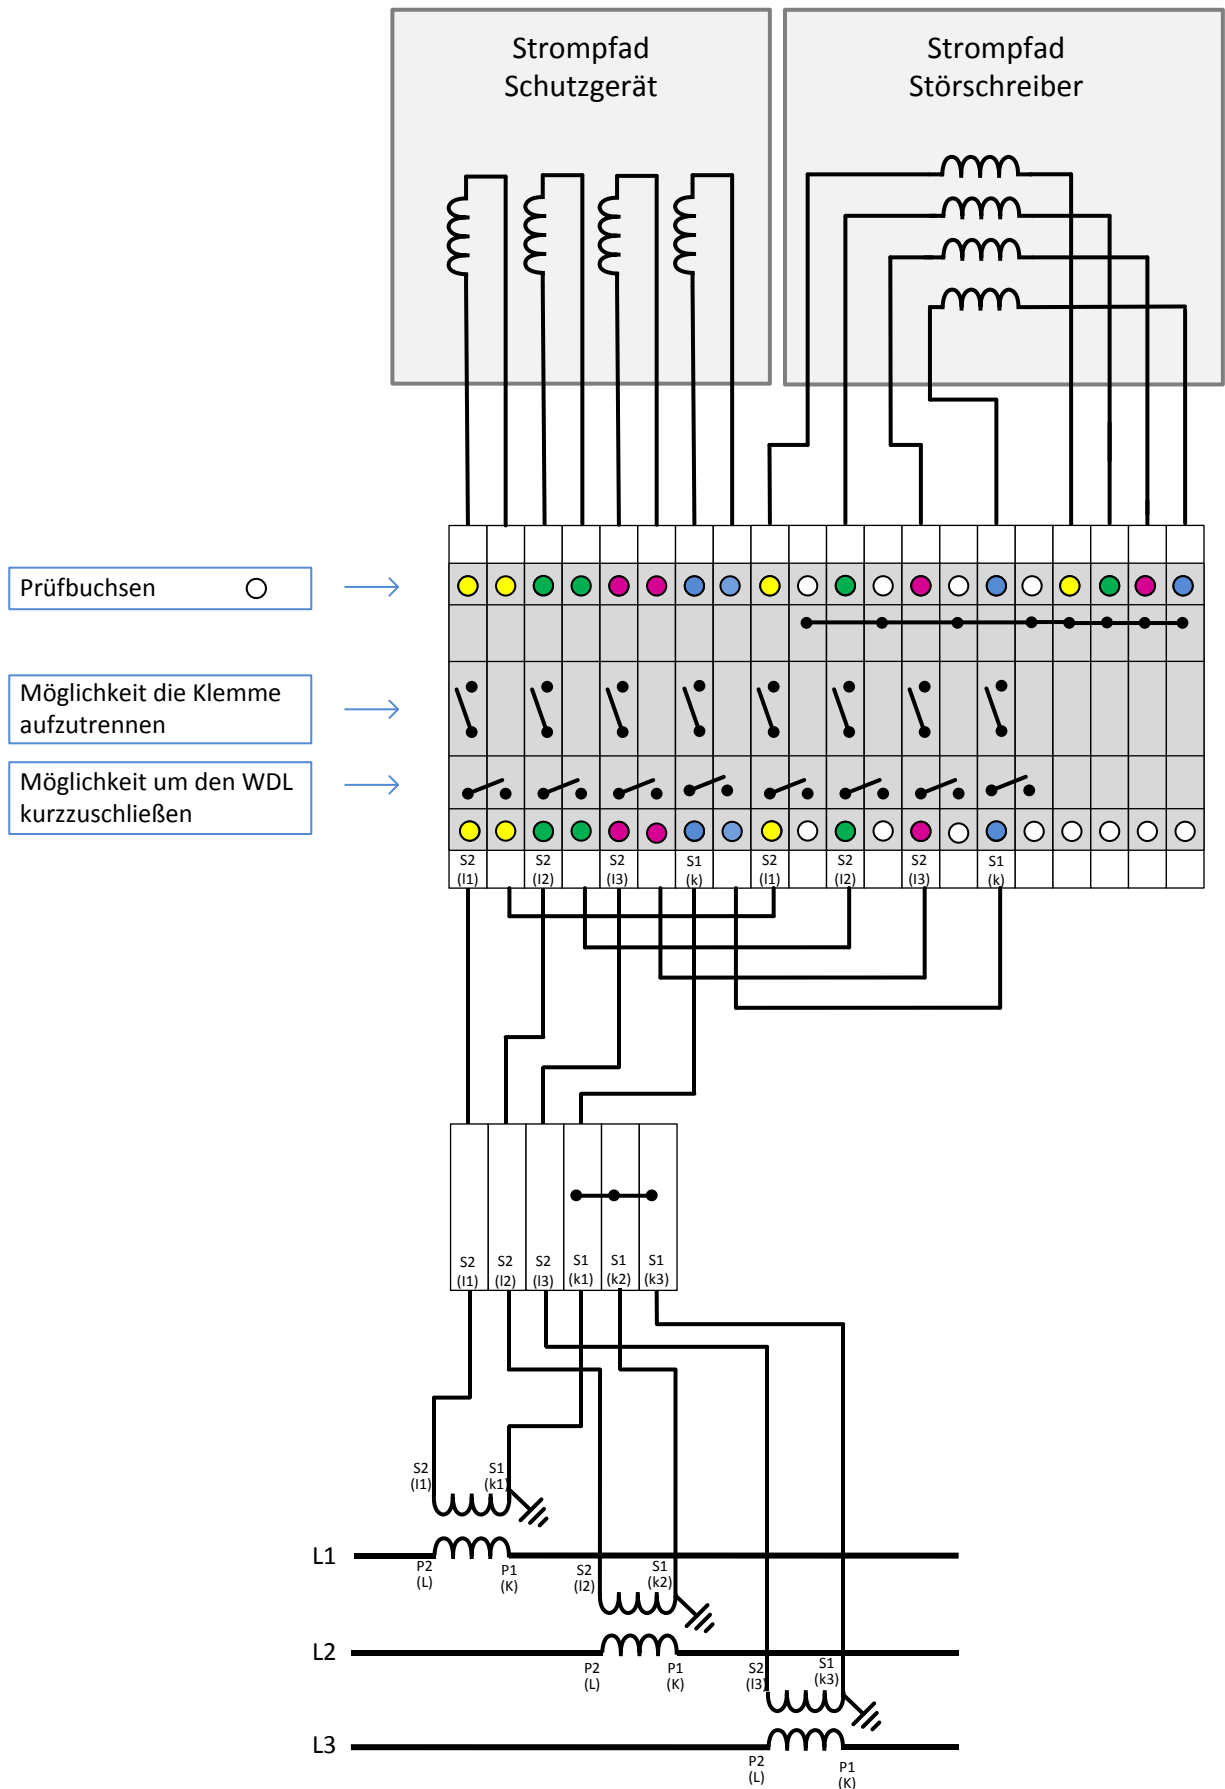 Strompfad
Schutzgerät
Strompfad
Störschreiber
Prüfbuchsen
Möglichkeit die Klemme
aufzutrennen
Möglichkeit um den WDL
kurzzuschließen
S2 S2 S2 S1 S2 S2 S2 S1
(l1) (l2) (l3) (k) (l1) (l2) (l3) (k)
S2 S2 S2 S1 S1 S1
(l1) (l2) (l3) (k1) (k2) (k3)
S2 S1
(l1) (k1)
L1
P2 P1
(L) (K)
S2 S1
(l2) (k2)
L2
P2 P1
(L) (K)
S2 S1
(l3) (k3)
L3
P2 P1
(L) (K)